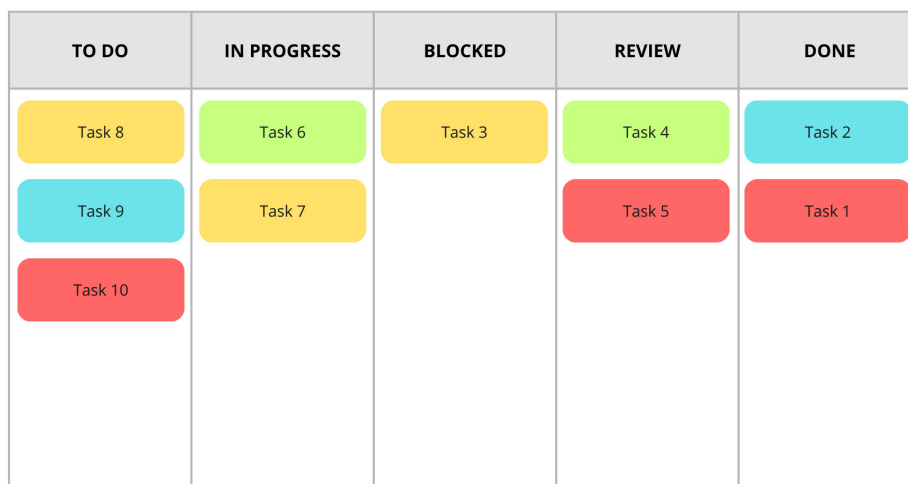 TO DO
IN PROGRESS
BLOCKED
REVIEW
DONE
Task 8
Task 6
Task 3
Task 4
Task 2
Task 9
Task 7
Task 5
Task 1
Task 10